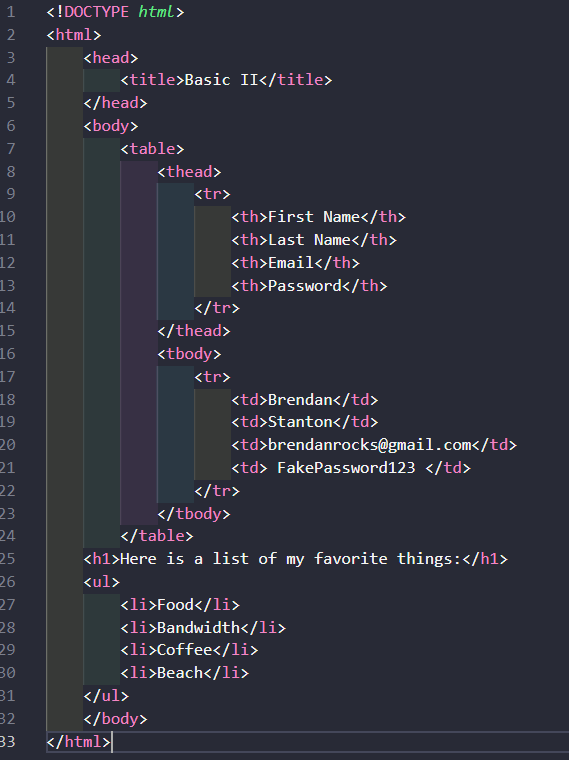 1 <!DOCTYPE html>
2 <html>
3     <head>
4         <title>Basic II</title>
5     </head>
6     <body>
7         <table>
8             <thead>
9                 <tr>
10                     <th>First Name</th>
11                     <th>Last Name</th>
12                     <th>Email</th>
13                     <th>Password</th>
14                 </tr>
15             </thead>
16             <tbody>
17                 <tr>
18                     <td>Brendan</td>
19                     <td>Stanton</td>
20                     <td>brendanrocks@gmail.com</td>
21                     <td> FakePassword123 </td>
22                 </tr>
23             </tbody>
24         </table>
25     <h1>Here is a list of my favorite things:</h1>
26     <ul>
27         <li>Food</li>
28         <li>Bandwidth</li>
29         <li>Coffee</li>
30         <li>Beach</li>
31     </ul>
32     </body>
33 </html>